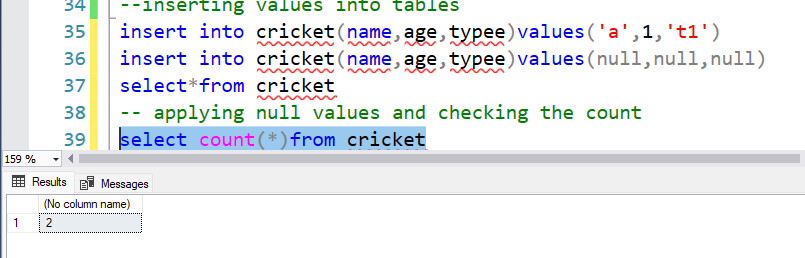 34 --inserting values into tables
35 insert into cricket(name,age,typee)values('a',1,'t1')
36 insert into cricket(name,age,typee)values(null,null,null)
37 select*from cricket
38 -- applying null values and checking the count
39 select count(*)from cricket
159 %
Results Messages
(No column name)
1 2